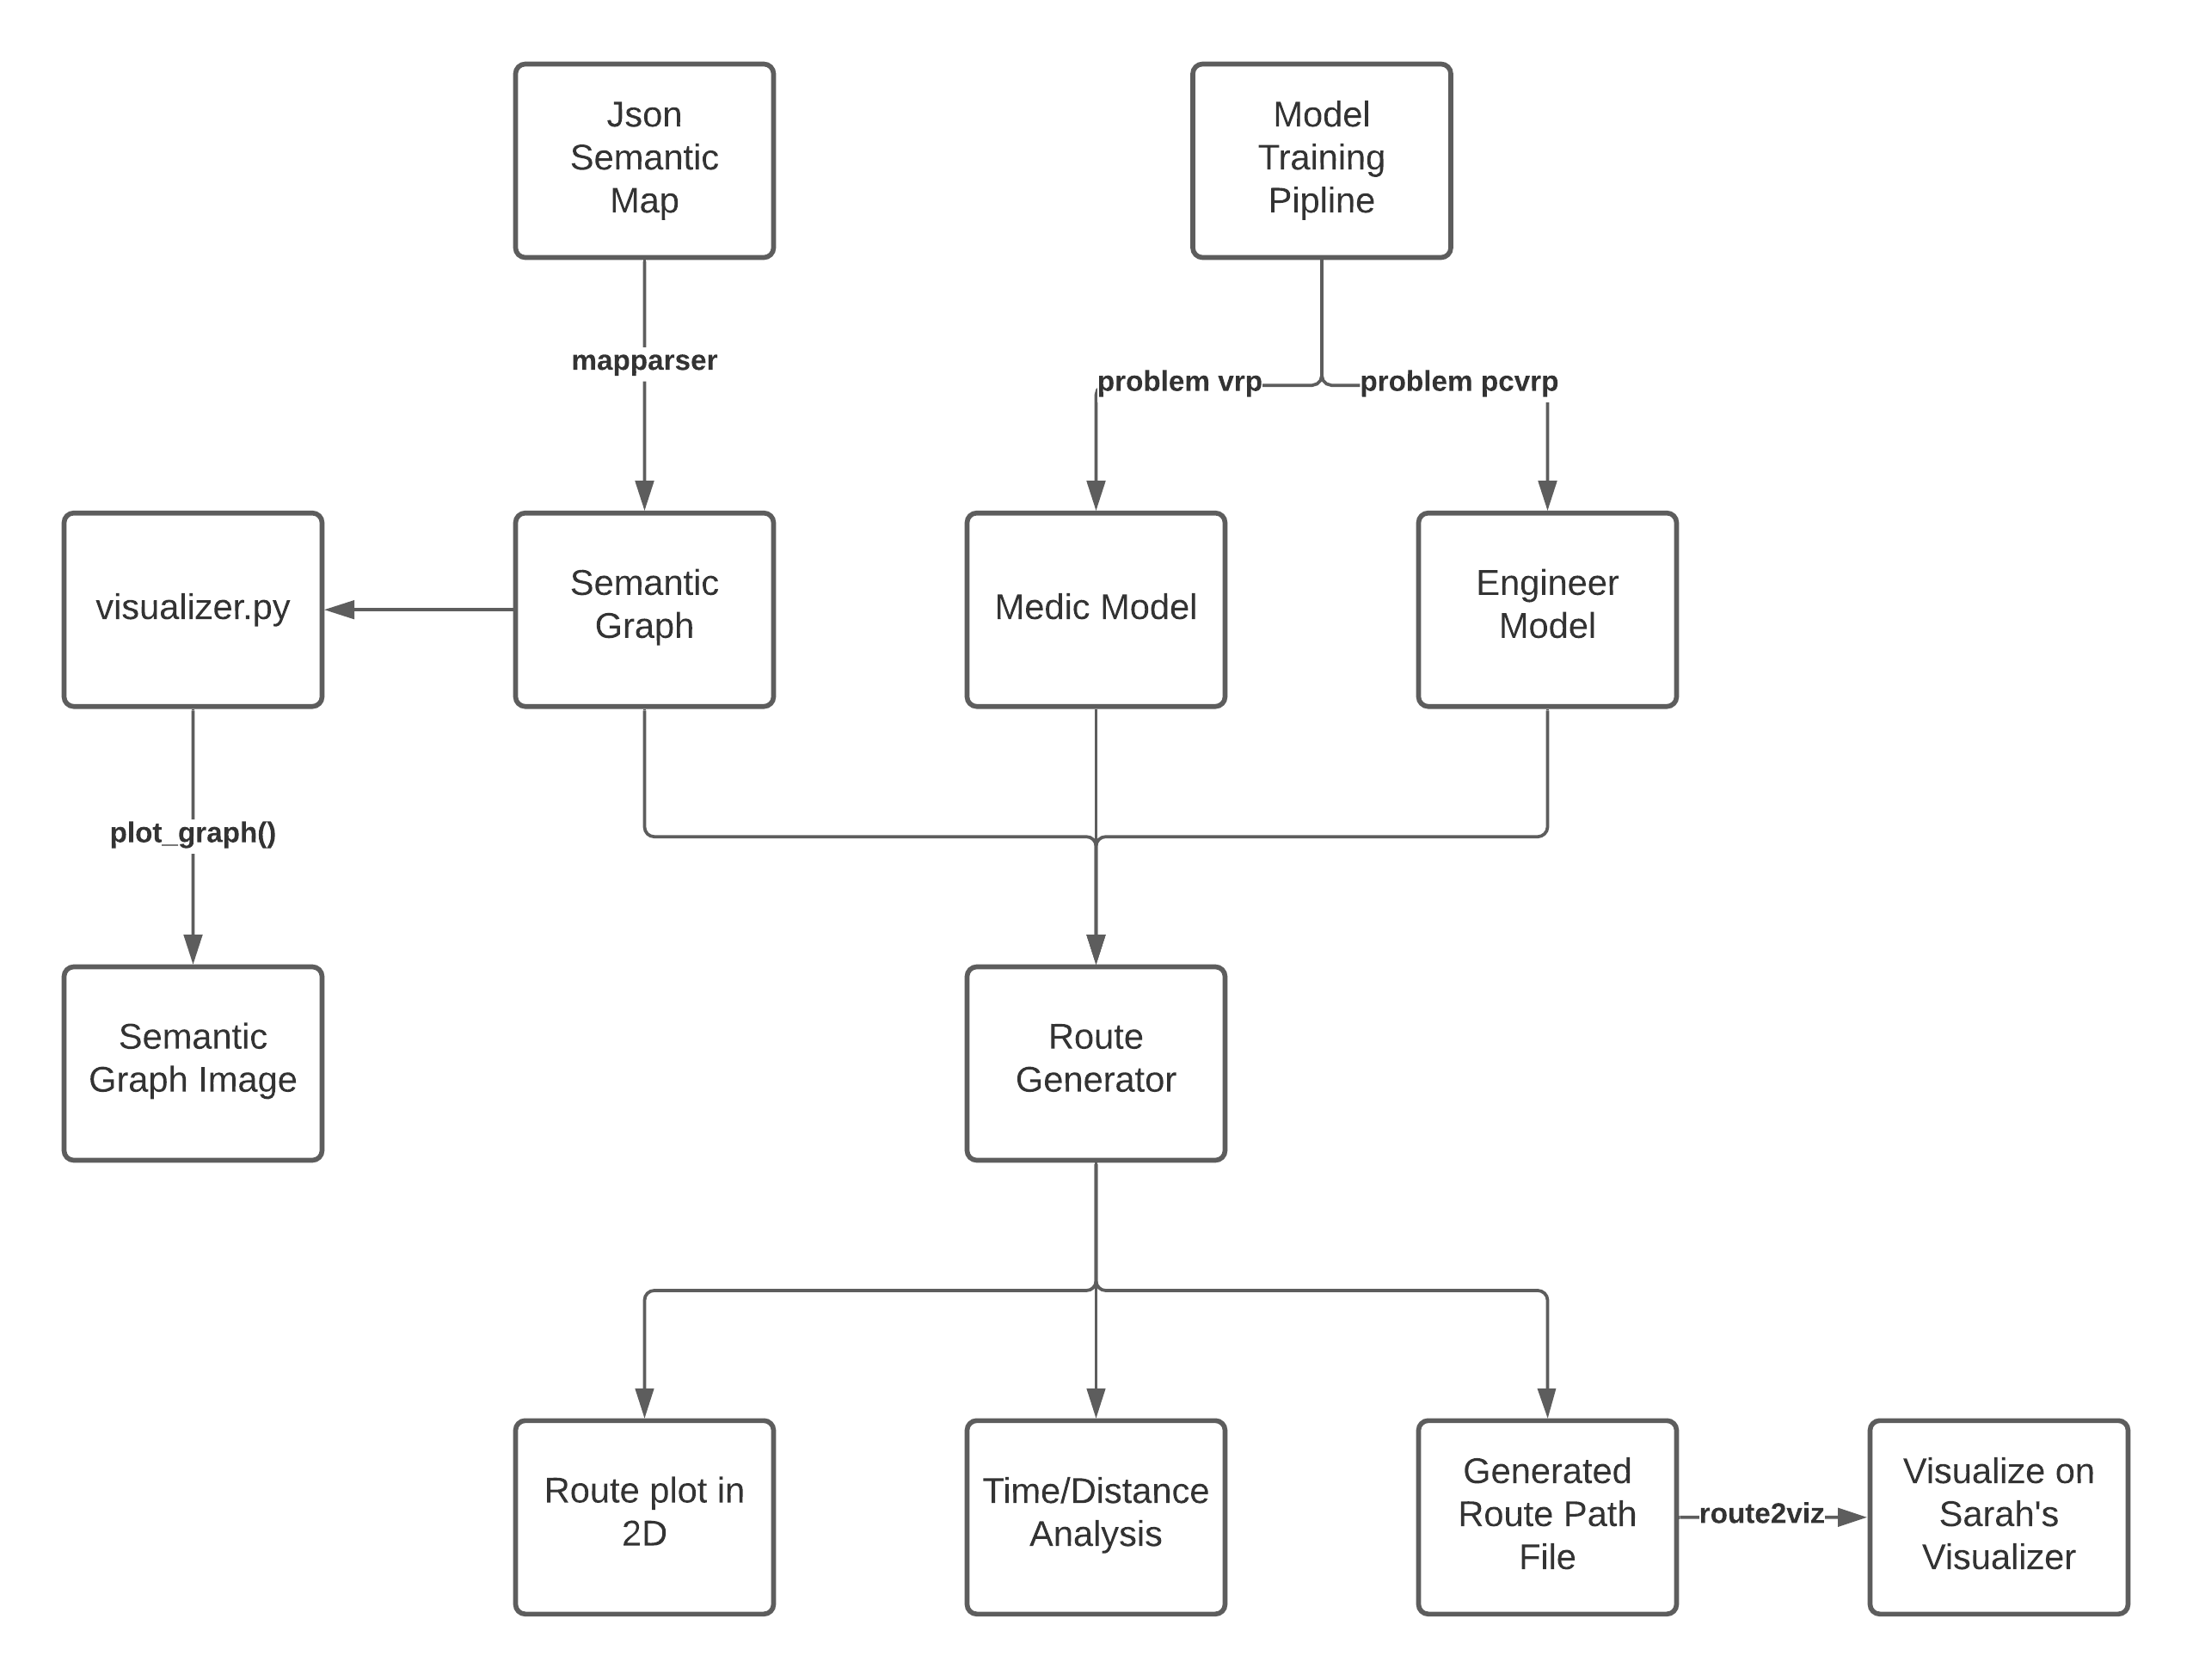 Json
Semantic
Map
Model
Training
Pipline
mapparser
problem vrp
problem pcvrp
visualizer.py
Semantic
Graph
Medic Model
Engineer
Model
plot_graph()
Semantic
Graph Image
Route
Generator
Route plot in
2D
Time/Distance
Analysis
Generated
Route Path
File
route2viz
Visualize on
Sarah's
Visualizer